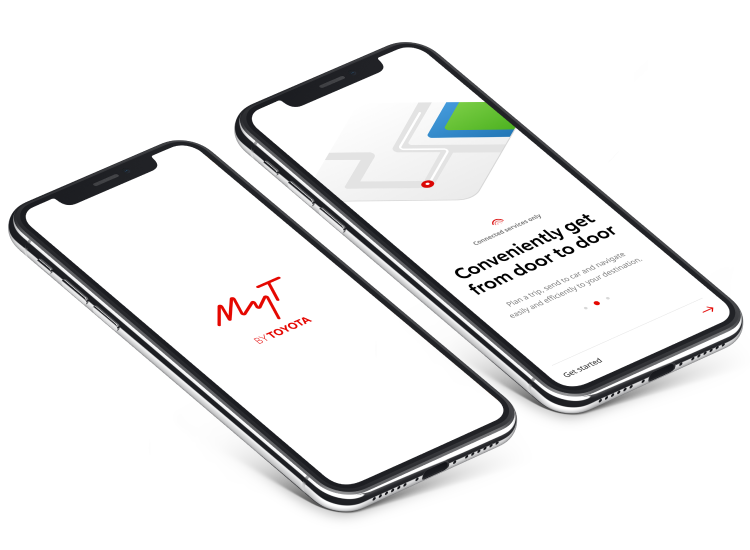 MyT
BY TOYOTA
Connected services only
Conveniently get
from door to door
Plan a trip, send to car and navigate
easily and efficiently to your destination.
Get started